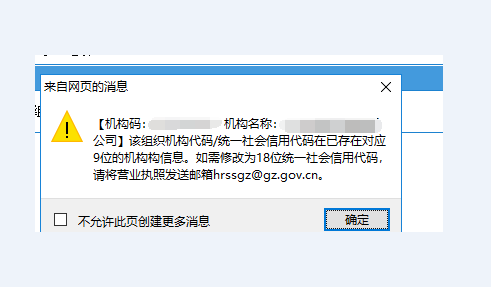 来自网页的消息
【机构码： 机构名称：
公司】该组织机构代码/统一社会信用代码在已存在对应
9位的机构构信息。如需修改为18位统一社会信用代码，
请将营业执照发送邮箱hrssgz@gz.gov.cn。
不允许此页创建更多消息
确定